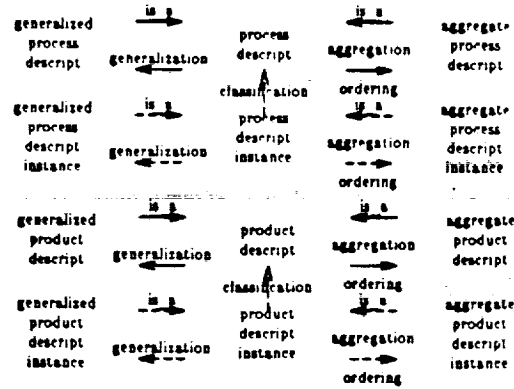 is a
is a
generalized process descript
generalization
process descript
aggregation
aggregate process descript
classification
ordering
generalized process descript instance
is a
generalization
process descript instance
is a
aggregation
ordering
aggregate process descript instance
generalized product descript
is a
generalization
product descript
is a
aggregation
aggregate product descript
classification
ordering
generalized product descript instance
is a
generalization
product descript instance
is a
aggregation
ordering
aggregate product descript instance